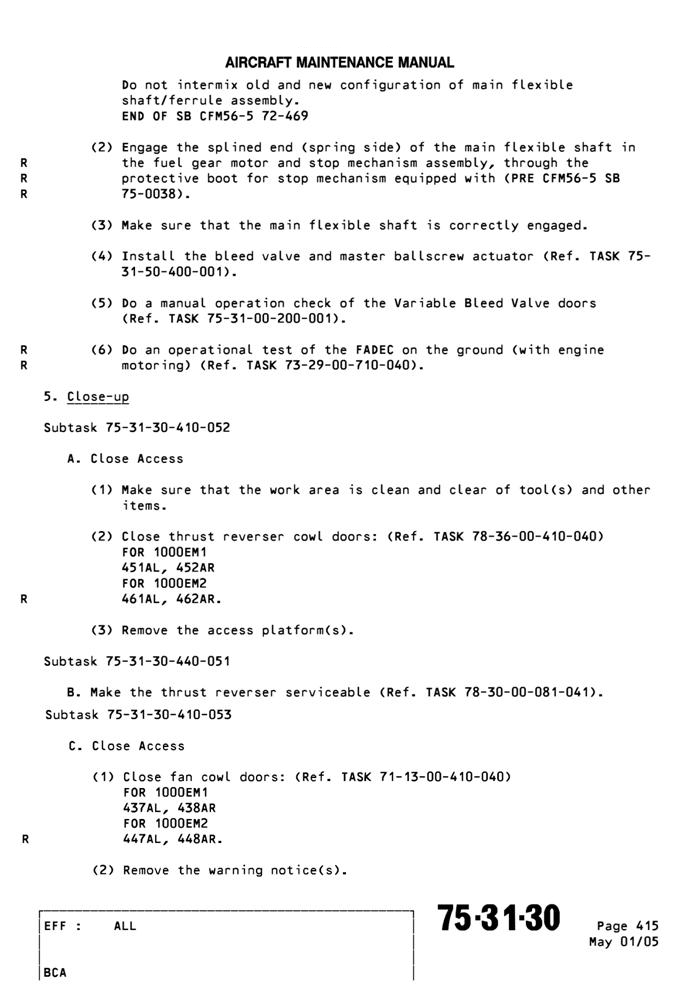 AIRCRAFT MAINTENANCE MANUAL
Do not intermix old and new configuration of main flexible
shaft/ferrule assembly.
END OF SB CFM56-5 72-469
(2) Engage the splined end (spring side) of the main flexible shaft in
R the fuel gear motor and stop mechanism assembly, through the
R protective boot for stop mechanism equipped with (PRE CFM56-5 SB
R 75-0038).
(3) Make sure that the main flexible shaft is correctly engaged.
(4) Install the bleed valve and master ballscrew actuator (Ref. TASK 75-
31-50-400-001).
(5) Do a manual operation check of the Variable Bleed Valve doors
(Ref. TASK 75-31-00-200-001).
R (6) Do an operational test of the FADEC on the ground (with engine
R motoring) (Ref. TASK 73-29-00-710-040).
5. Close-up
Subtask 75-31-30-410-052
A. Close Access
(1) Make sure that the work area is clean and clear of tool(s) and other
items.
(2) Close thrust reverser cowl doors: (Ref. TASK 78-36-00-410-040)
FOR 1000EM1
451AL, 452AR
FOR 1000EM2
R 461AL, 462AR.
(3) Remove the access platform(s).
Subtask 75-31-30-440-051
B. Make the thrust reverser serviceable (Ref. TASK 78-30-00-081-041).
Subtask 75-31-30-410-053
C. Close Access
(1) Close fan cowl doors: (Ref. TASK 71-13-00-410-040)
FOR 1000EM1
437AL, 438AR
FOR 1000EM2
R 447AL, 448AR.
(2) Remove the warning notice(s).
EFF : ALL
75-31-30
Page 415
May 01/05
BCA